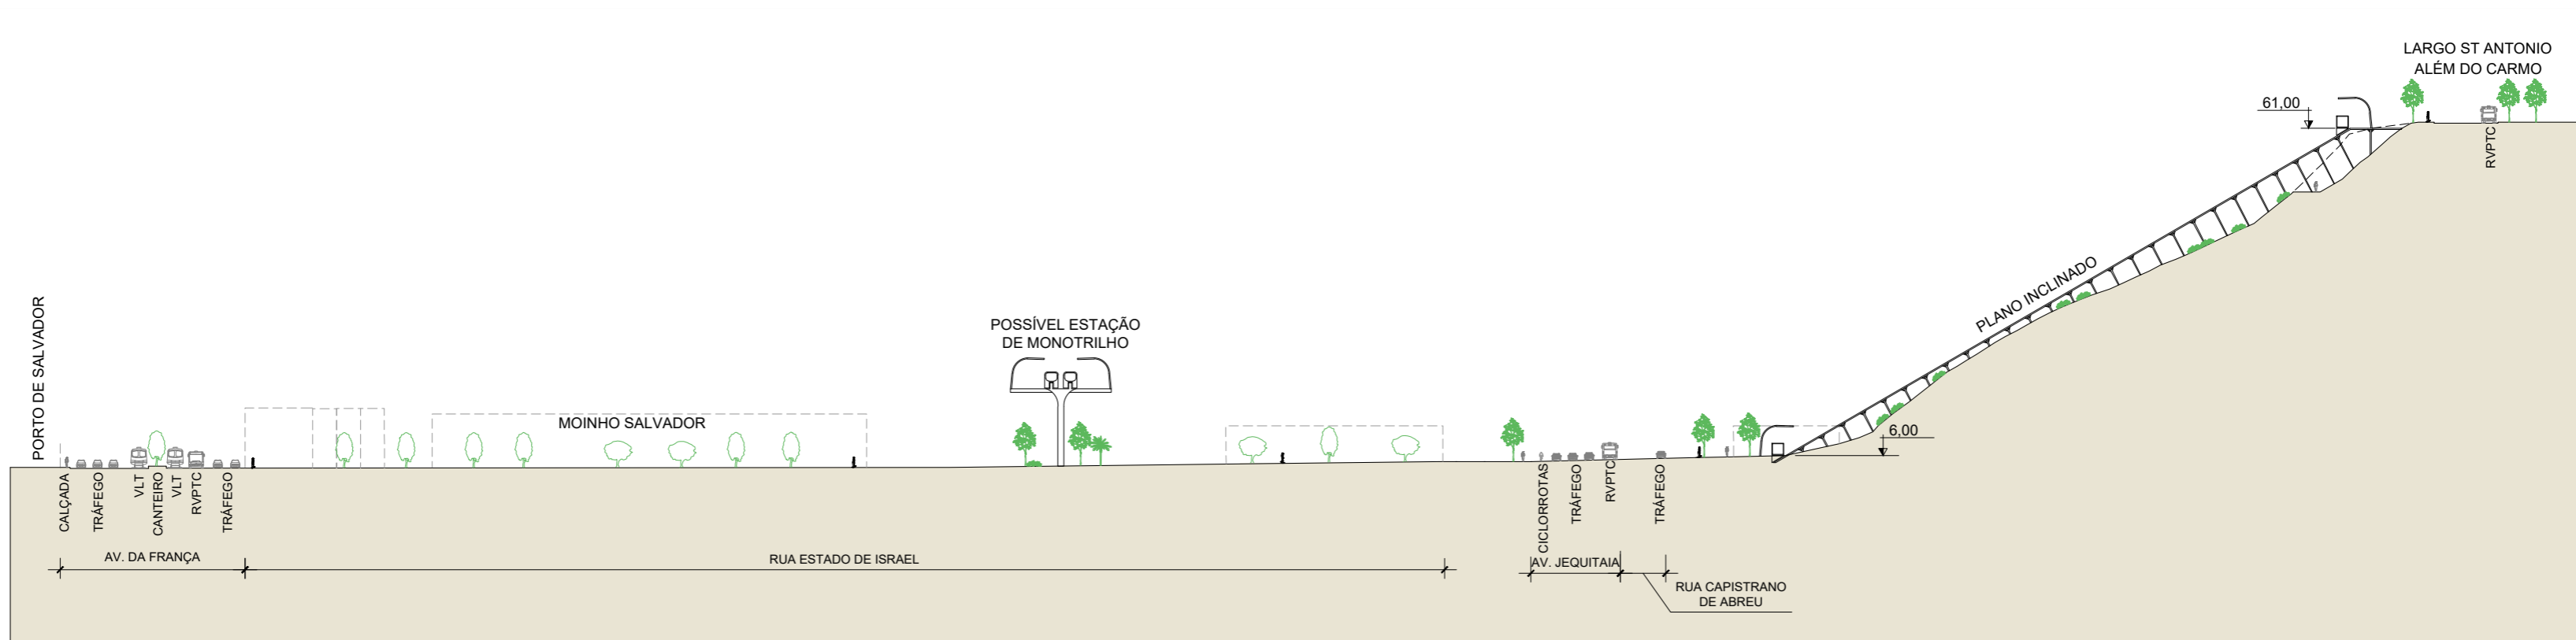 LARGO ST ANTONIO
ALÉM DO CARMO
61,00
RVPTC
PLANO INCLINADO
PORTO DE SALVADOR
POSSÍVEL ESTAÇÃO
DE MONOTRILHO
MOINHO SALVADOR
6,00
CALÇADA
TRÁFEGO
VLT
CANTEIRO
VLT
RVPTC
TRÁFEGO
CICLORROTAS
TRÁFEGO
RVPTC
TRÁFEGO
AV. DA FRANÇA
RUA ESTADO DE ISRAEL
AV. JEQUITAIA
RUA CAPISTRANO
DE ABREU